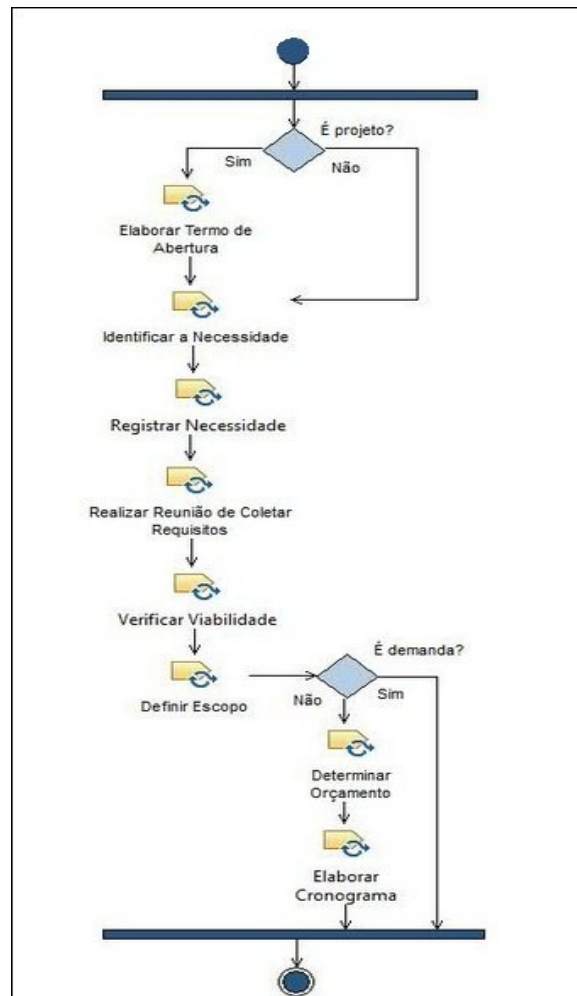 É projeto?
Sim
Não
Elaborar Termo de
Abertura
Identificar a Necessidade
Registrar Necessidade
Realizar Reunião de Coletar
Requisitos
Verificar Viabilidade
É demanda?
Definir Escopo
Não
Sim
Determinar
Orçamento
Elaborar
Cronograma